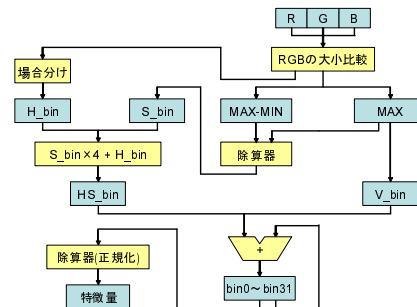 R G B
RGBの大小比較
場合分け
H_bin
S_bin
MAX-MIN
MAX
S_bin×4 + H_bin
除算器
HS_bin
V_bin
+
除算器(正規化)
bin0～bin31
特徴量